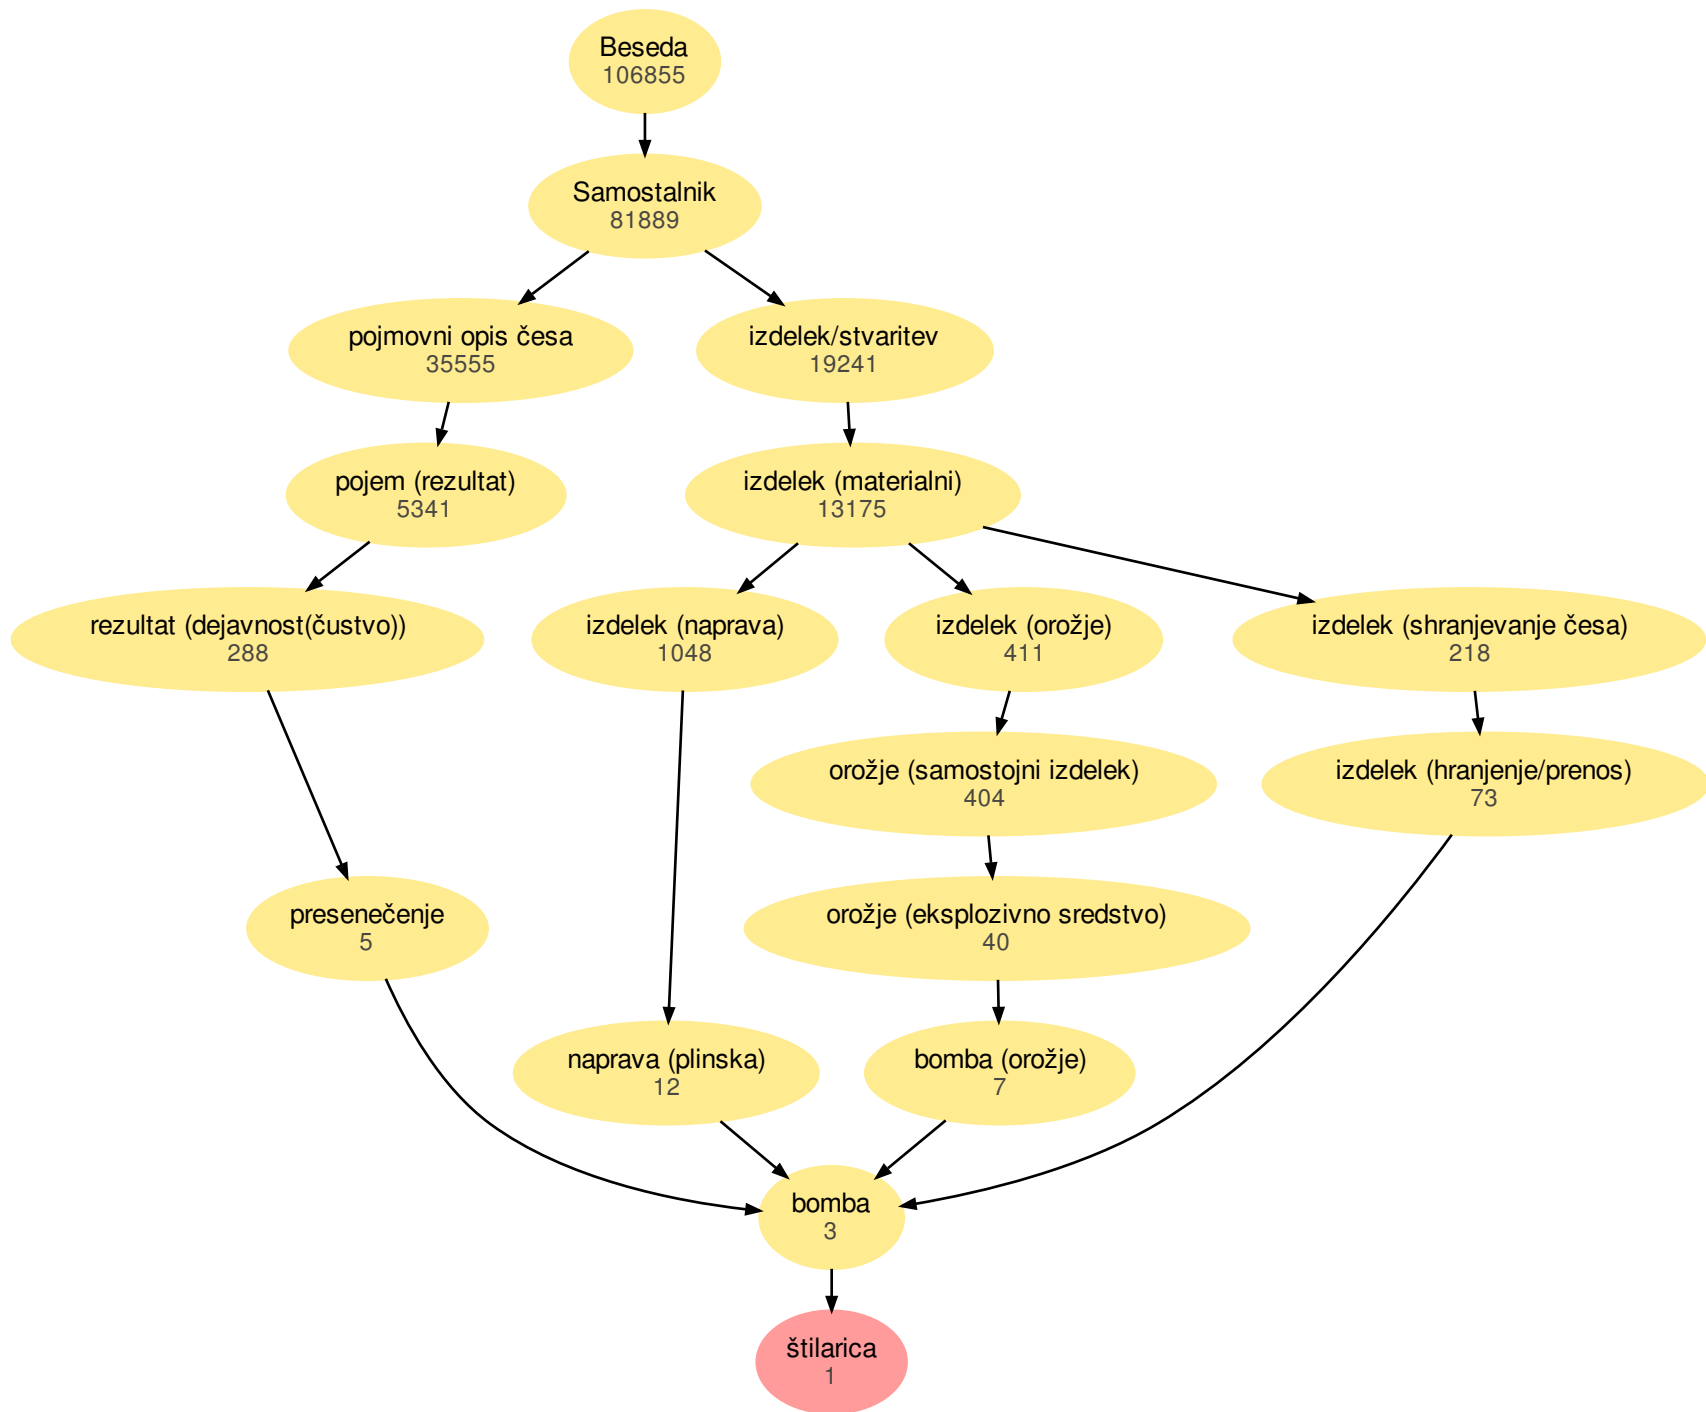 Beseda
106855
Samostalnik
81889
pojmovni opis česa
35555
izdelek/stvaritev
19241
pojem (rezultat)
5341
izdelek (materialni)
13175
rezultat (dejavnost(čustvo))
288
izdelek (naprava)
1048
izdelek (orožje)
411
izdelek (shranjevanje česa)
218
orožje (samostojni izdelek)
404
izdelek (hranjenje/prenos)
73
presenečenje
5
orožje (eksplozivno sredstvo)
40
naprava (plinska)
12
bomba (orožje)
7
bomba
3
štilarica
1